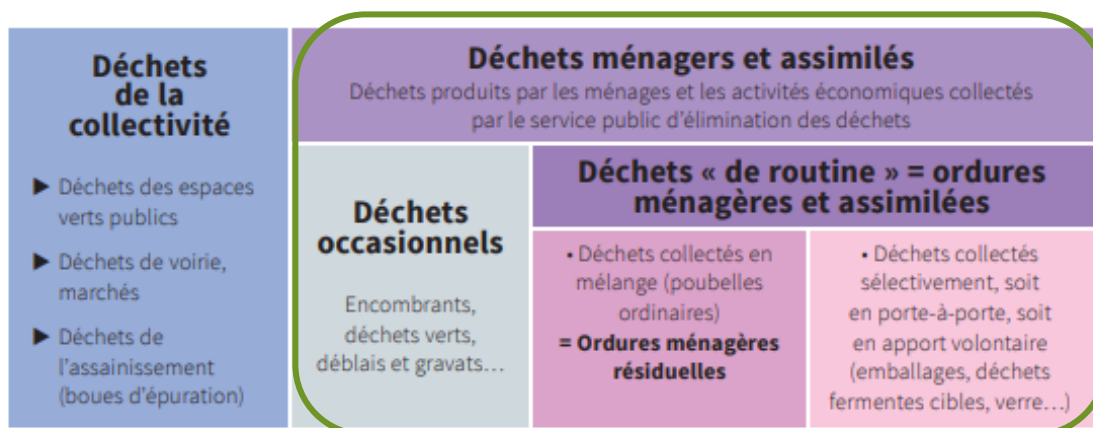 Déchets
de la
collectivité
▶ Déchets des espaces
verts publics
▶ Déchets de voirie,
marchés
▶ Déchets de
l'assainissement
(boues d'épuration)
Déchets ménagers et assimilés
Déchets produits par les ménages et les activités économiques collectés
par le service public d'élimination des déchets
Déchets
occasionnels
Encombrants,
déchets verts,
déblais et gravats...
Déchets « de routine » = ordures
ménagères et assimilées
• Déchets collectés en
mélange (poubelles
ordinaires)
= Ordures ménagères
résiduelles
• Déchets collectés
sélectivement, soit
en porte-à-porte, soit
en apport volontaire
(emballages, déchets
fermentes cibles, verre...)